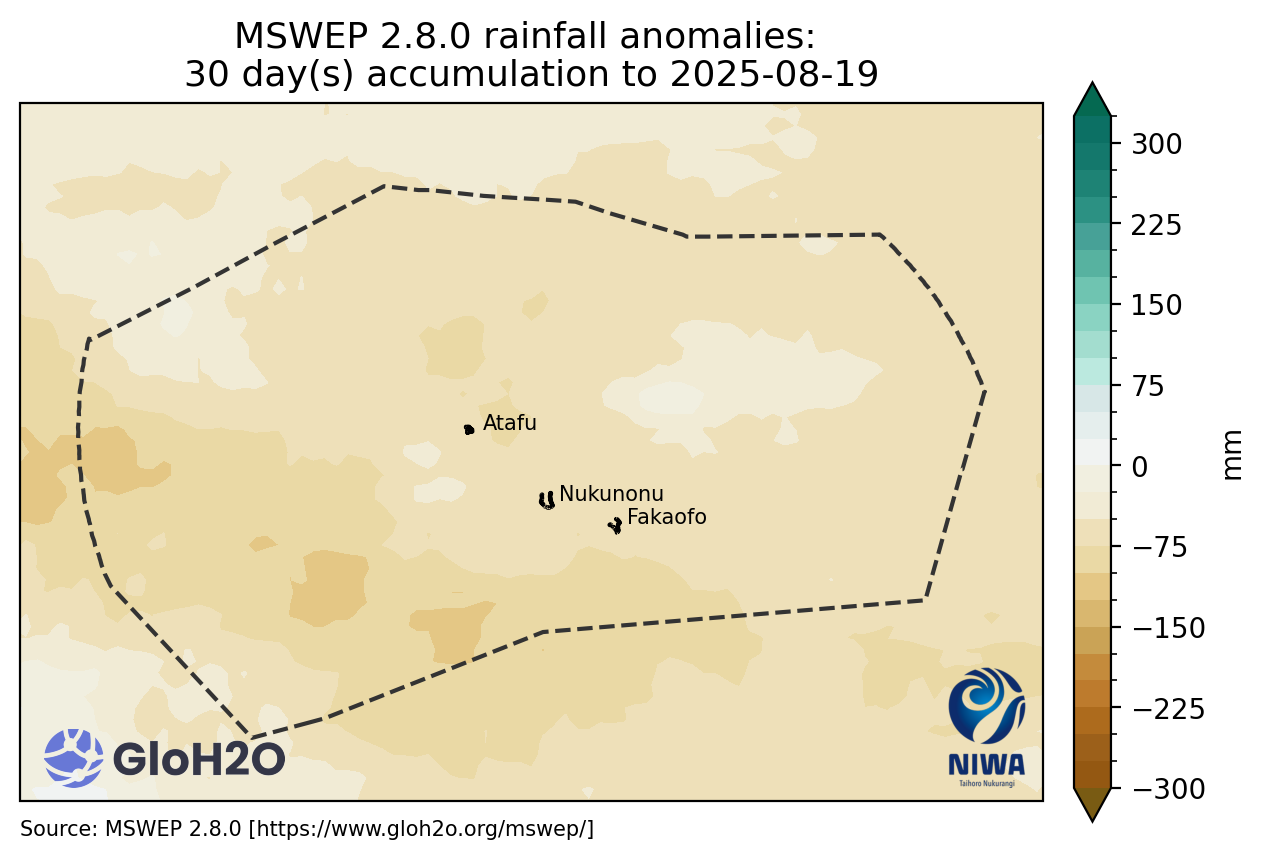 MSWEP 2.8.0 rainfall anomalies:
30 day(s) accumulation to 2025-08-19
300
225
150
75
0
−75
−150
−225
−300
mm
Atafu
Nukunonu
Fakaofo
GloH2O
NIWA
Taihoro Nukurangi
Source: MSWEP 2.8.0 [https://www.gloh2o.org/mswep/]